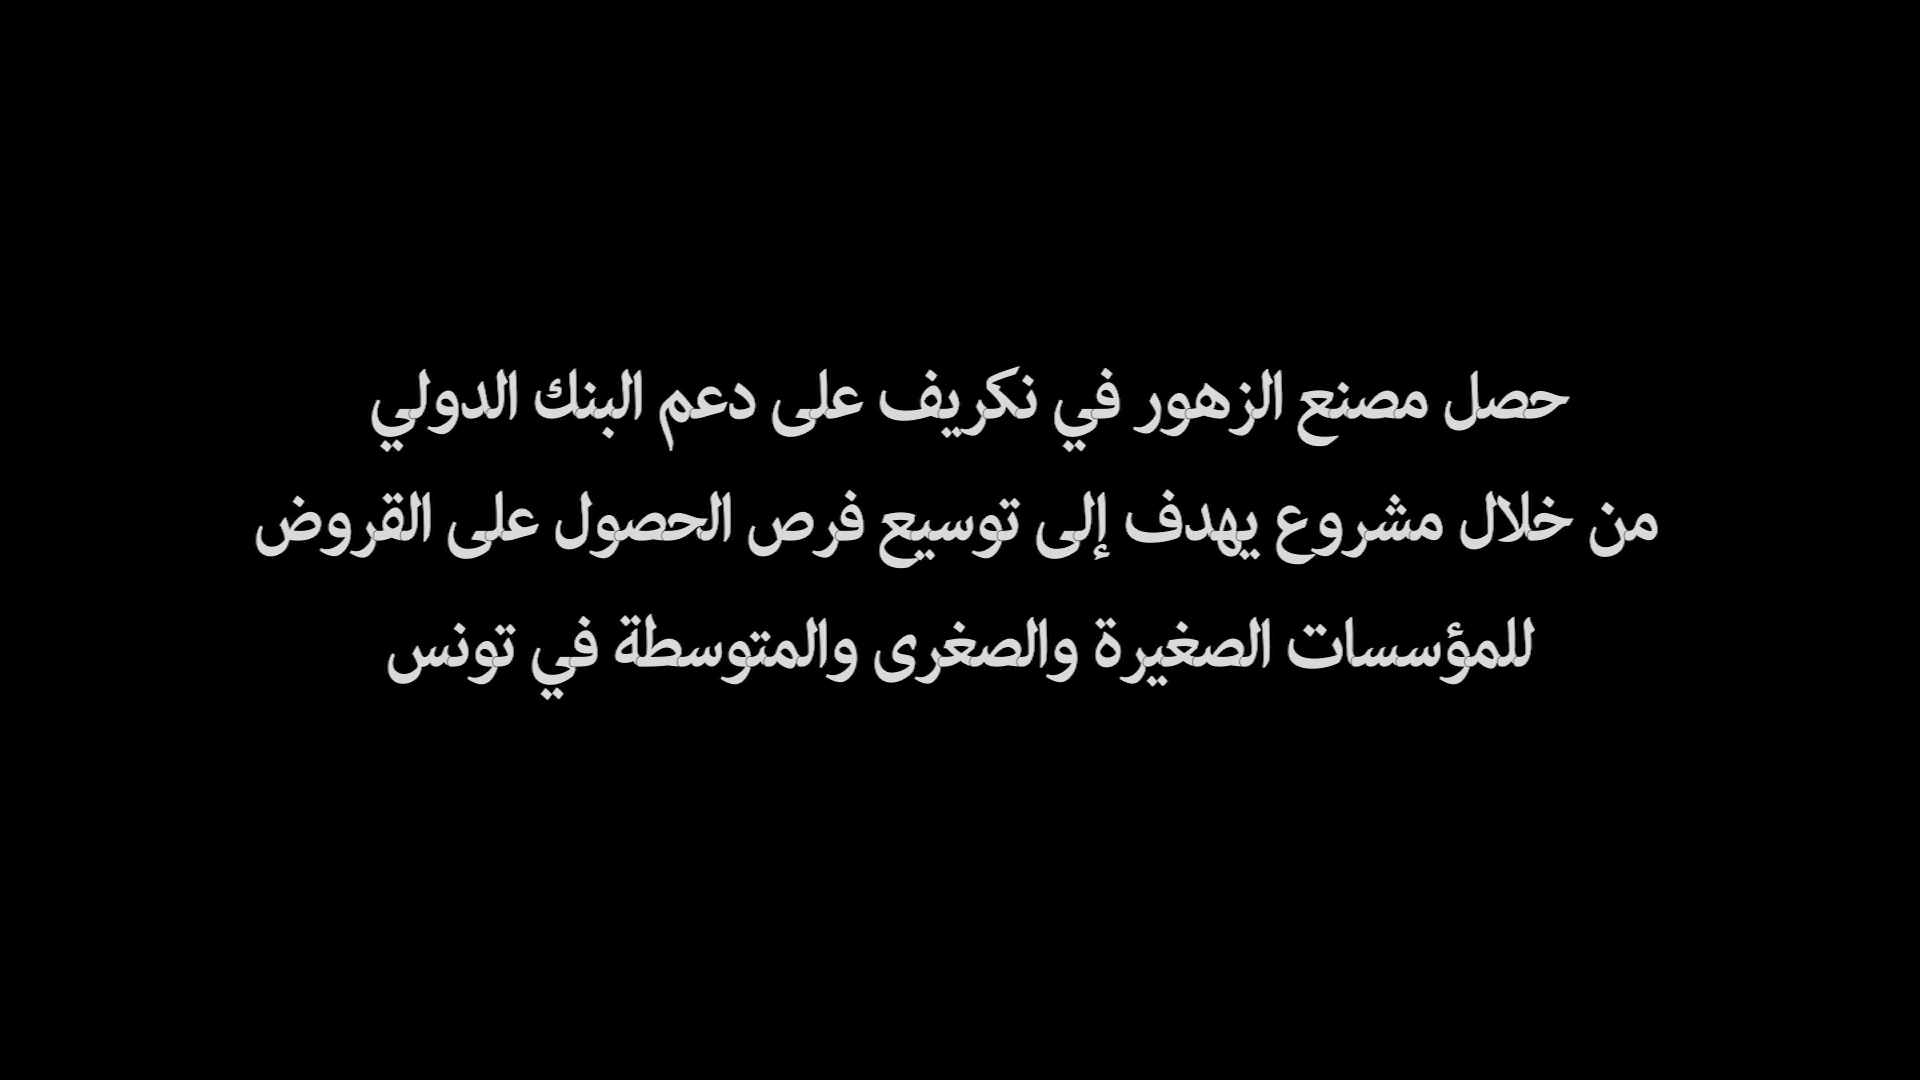 حصل مصنع الزهور في نكريف على دعم البنك الدولي
من خلال مشروع يهدف إلى توسيع فرص الحصول على القروض
للمؤسسات الصغيرة والصغرى والمتوسطة في تونس